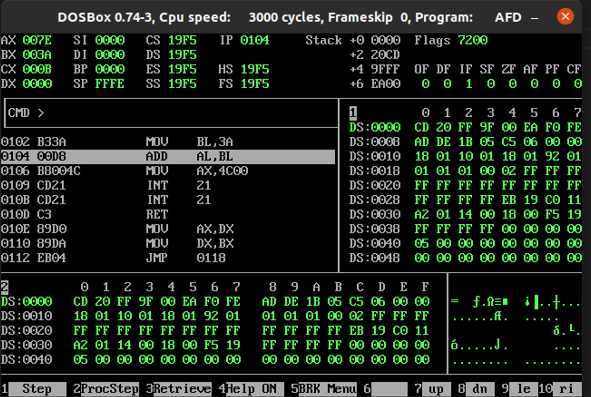 DOSBox 0.74-3, Cpu speed: 3000 cycles, Frameskip 0, Program: AFD
AX 007E SI 0000 CS 19F5 IP 0104 Stack +0 0000 Flags 7200
BX 003A DI 0000 DS 19F5 +2 20CD
CX 000B BP 0000 ES 19F5 HS 19F5 +4 9FFF OF DF IF SF ZF AF PF CF
DX 0000 SP FFFE SS 19F5 FS 19F5 +6 EA00 0 0 1 0 0 0 0 0
CMD >
1 0 1 2 3 4 5 6 7
DS:0000 CD 20 FF 9F 00 EA F0 FE
0102 B33A MOV BL,3A DS:0008 AD DE 1B 05 C5 06 00 00
0104 00D8 ADD AL,BL DS:0010 18 01 10 01 18 01 92 01
0106 B8004C MOV AX,4C00 DS:0018 01 01 01 00 02 FF FF FF
0109 CD21 INT 21 DS:0020 FF FF FF FF FF FF FF FF
010B CD21 INT 21 DS:0028 FF FF FF FF EB 19 C0 11
010D C3 RET DS:0030 A2 01 14 00 18 00 F5 19
010E 89D0 MOV AX,DX DS:0038 FF FF FF FF 00 00 00 00
0110 89DA MOV DX,BX DS:0040 05 00 00 00 00 00 00 00
0112 EB04 JMP 0118 DS:0048 00 00 00 00 00 00 00 00
2 0 1 2 3 4 5 6 7 8 9 A B C D E F
DS:0000 CD 20 FF 9F 00 EA F0 FE AD DE 1B 05 C5 06 00 00
DS:0010 18 01 10 01 18 01 92 01 01 01 01 00 02 FF FF FF
DS:0020 FF FF FF FF FF FF FF FF FF FF FF FF EB 19 C0 11
DS:0030 A2 01 14 00 18 00 F5 19 FF FF FF FF 00 00 00 00
DS:0040 05 00 00 00 00 00 00 00 00 00 00 00 00 00 00 00
1 Step 2 ProcStep 3 Retrieve 4 Help ON 5 BRK Menu 6 7 up 8 dn 9 le 10 ri